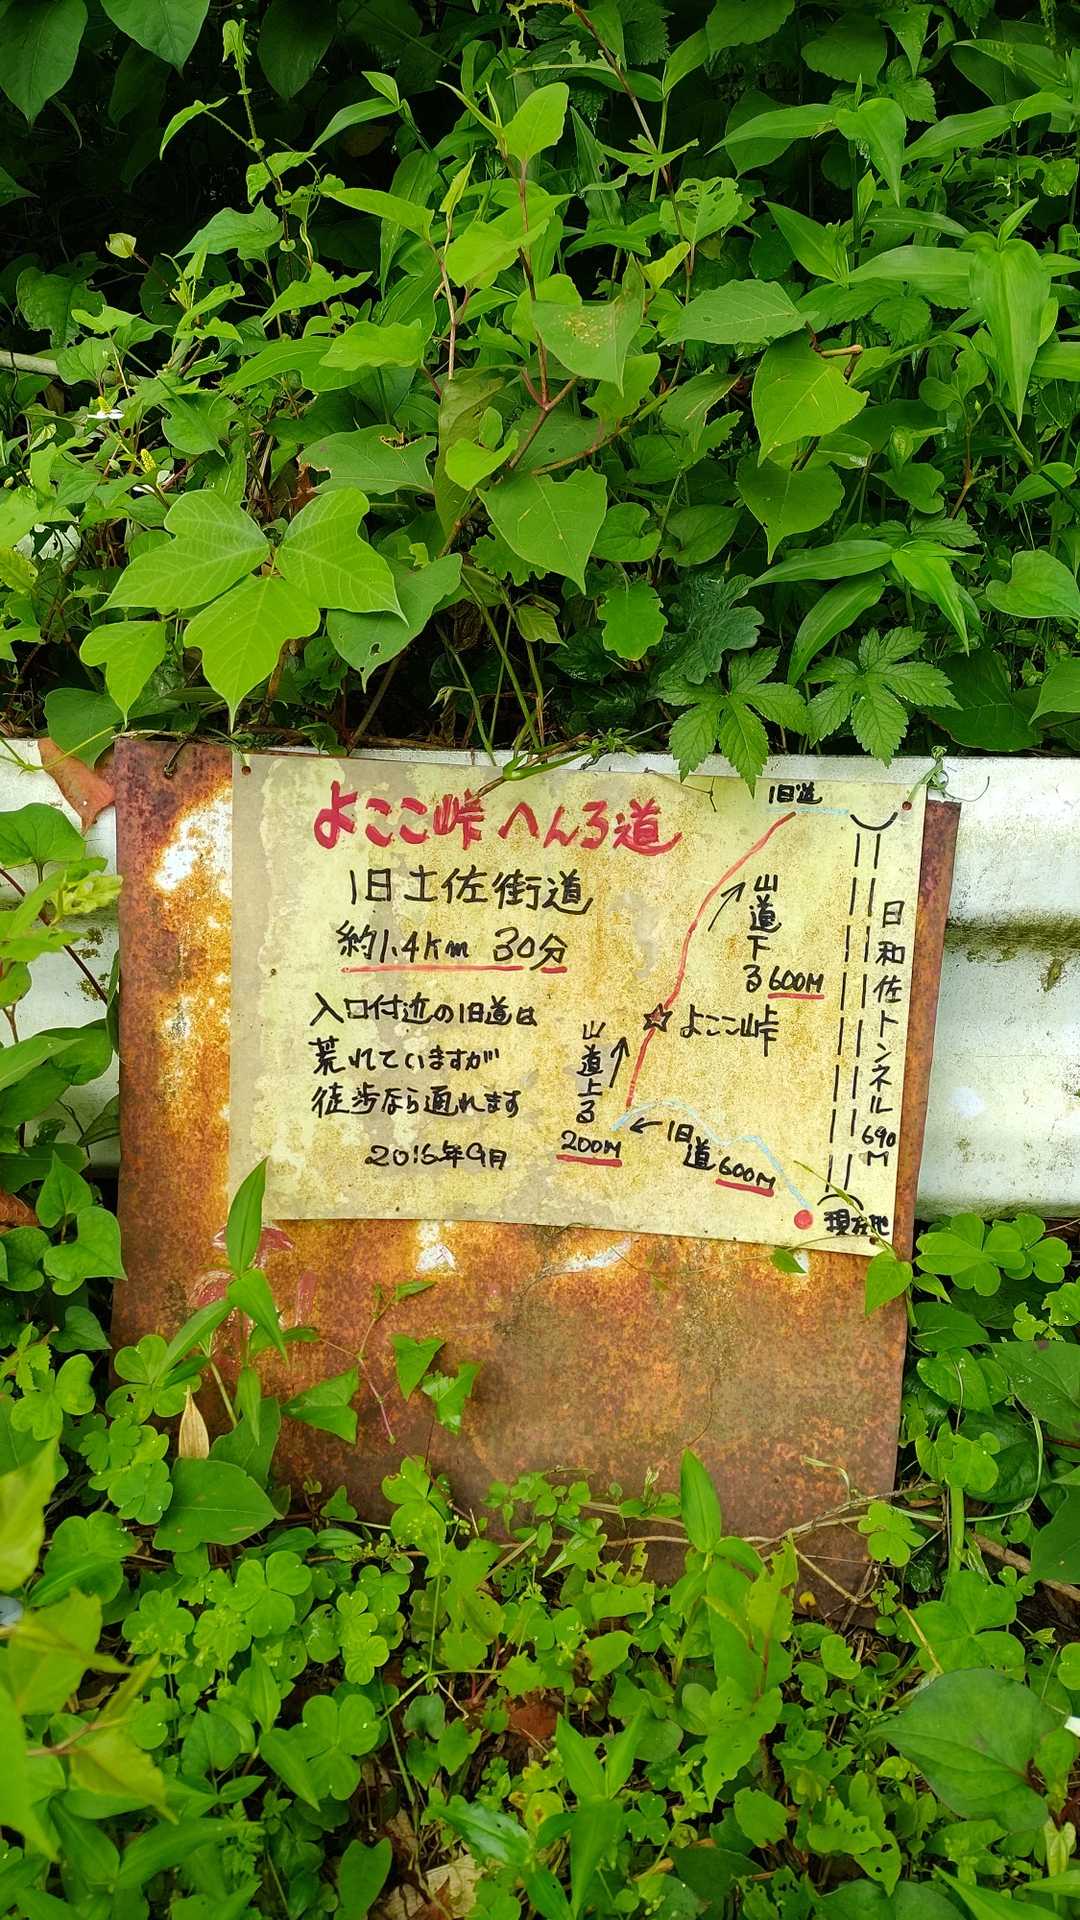 よここ峠へんろ道
旧土佐街道
約1.4km 30分
入口付近の旧道は
荒れていますが
徒歩なら通れます
2016年9月
旧道
山道下る600M
日和佐トンネル690M
よここ峠
山道上る200M
旧道600M
現在地